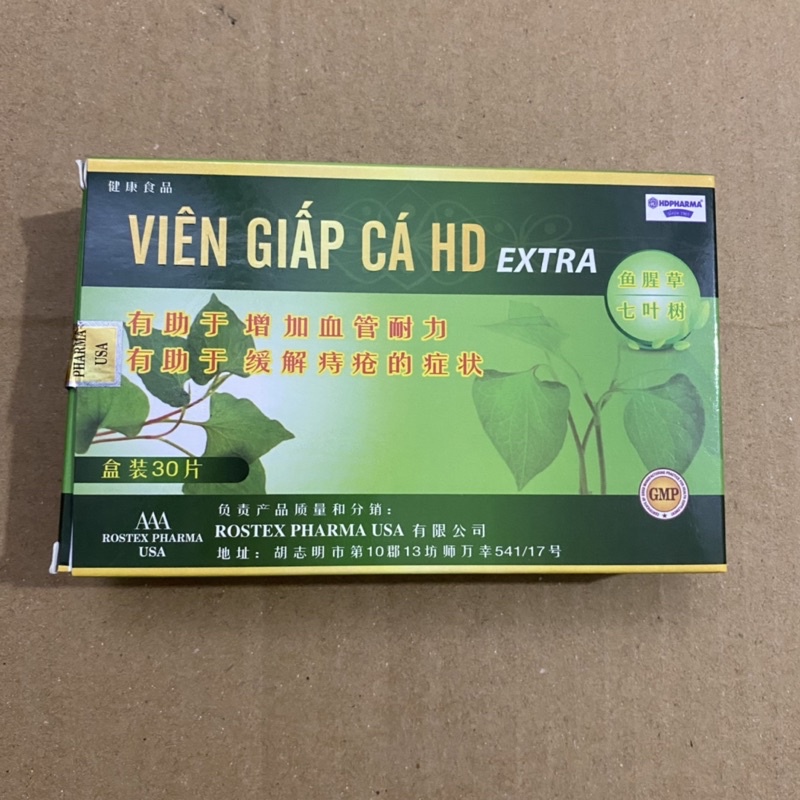 健康食品
HDPHARMA
VIÊN GIẤP CÁ HD EXTRA
鱼腥草
七叶树
有助于 增加血管耐力
有助于 缓解痔疮的症状
PHARMA
USA
盒装30片
GMP
AAA
ROSTEX PHARMA
USA
负责产品质量和分销:
ROSTEX PHARMA USA 有限公司
地址: 胡志明市第10郡13坊师万幸541/17号